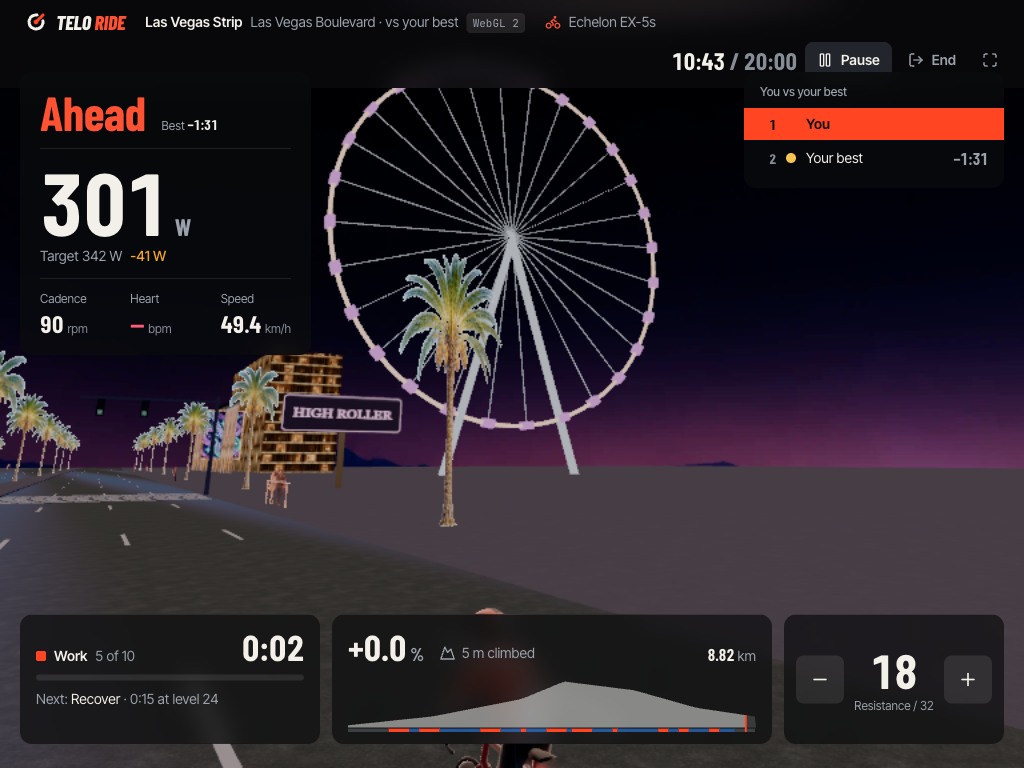 TELO RIDE Las Vegas Strip Las Vegas Boulevard · vs your best WebGL 2 Echelon EX-5s
10:43 / 20:00 Pause End
Ahead Best −1:31
You vs your best
1 You
2 Your best −1:31
301 W
Target 342 W -41 W
Cadence Heart Speed
90 rpm — bpm 49.4 km/h
HIGH ROLLER
Work 5 of 10 0:02
Next: Recover · 0:15 at level 24
+0.0 % 5 m climbed 8.82 km
− 18 +
Resistance / 32